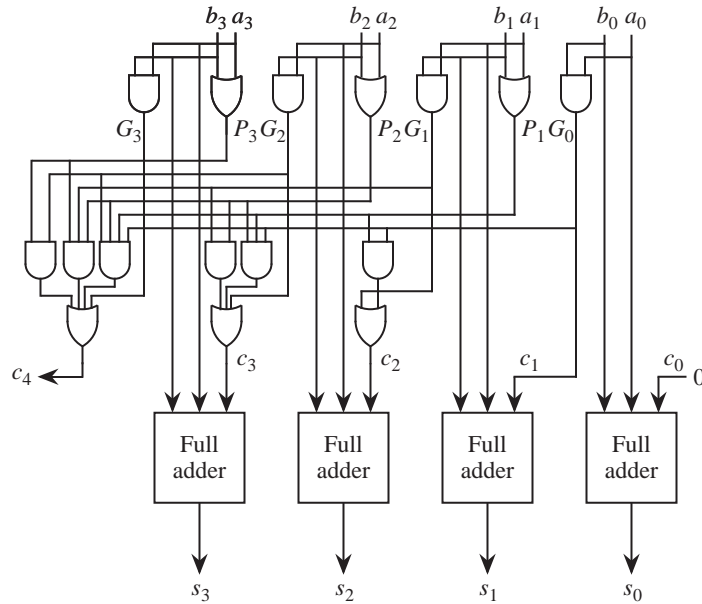 b3 a3 b2 a2 b1 a1 b0 a0
G3 P3 G2 P2 G1 P1 G0
c4 c3 c2 c1 c0 0
Full adder Full adder Full adder Full adder
s3 s2 s1 s0